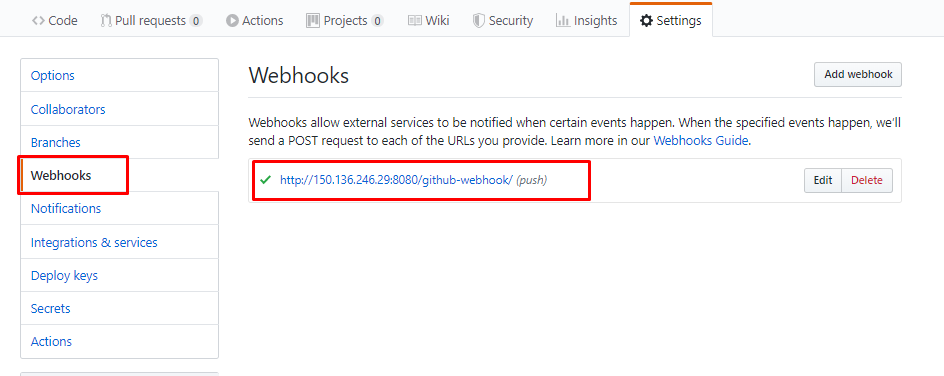 Code Pull requests 0 Actions Projects 0 Wiki Security Insights Settings
Options
Collaborators
Branches
Webhooks
Notifications
Integrations & services
Deploy keys
Secrets
Actions
Webhooks
Add webhook
Webhooks allow external services to be notified when certain events happen. When the specified events happen, we'll
send a POST request to each of the URLs you provide. Learn more in our Webhooks Guide.
http://150.136.246.29:8080/github-webhook/ (push)
Edit Delete